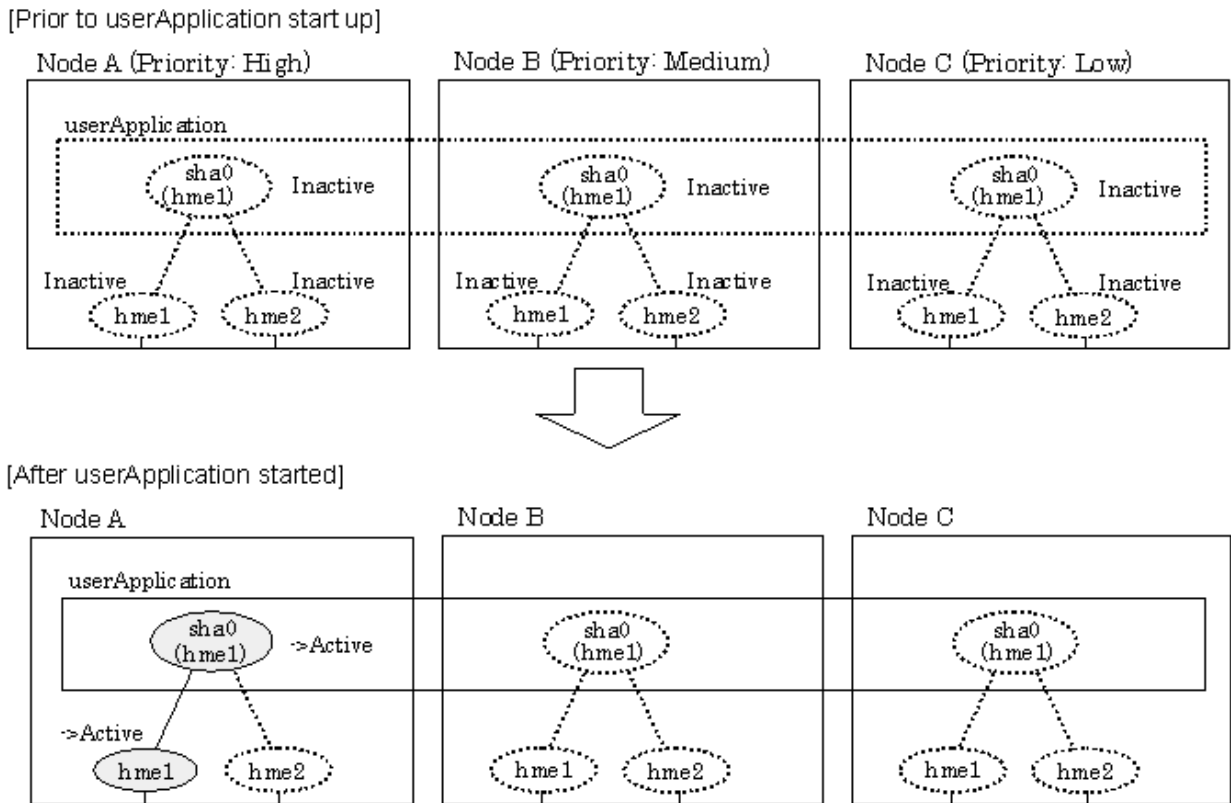 [Prior to userApplication start up]
Node A (Priority: High)
Node B (Priority: Medium)
Node C (Priority: Low)
userApplication
sha0
(hme1)
Inactive
sha0
(hme1)
Inactive
sha0
(hme1)
Inactive
Inactive
Inactive
Inactive
Inactive
Inactive
Inactive
hme1
hme2
hme1
hme2
hme1
hme2
[After userApplication started]
Node A
Node B
Node C
userApplication
sha0
(hme1)
->Active
sha0
(hme1)
sha0
(hme1)
->Active
hme1
hme2
hme1
hme2
hme1
hme2